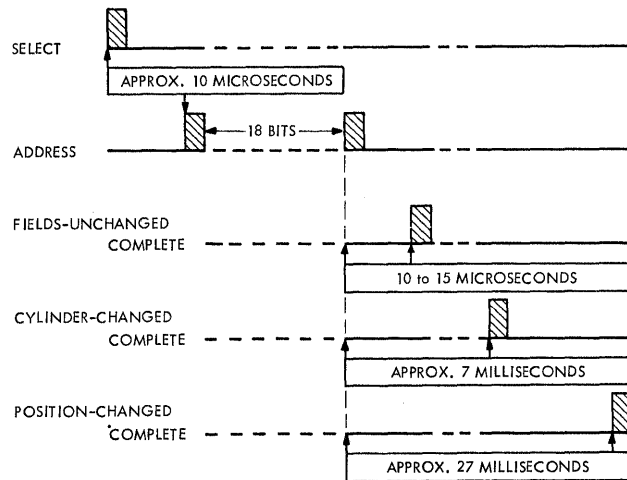 SELECT
APPROX. 10 MICROSECONDS
18 BITS
ADDRESS
FIELDS-UNCHANGED
COMPLETE
10 to 15 MICROSECONDS
CYLINDER-CHANGED
COMPLETE
APPROX. 7 MILLISECONDS
POSITION-CHANGED
COMPLETE
APPROX. 27 MILLISECONDS